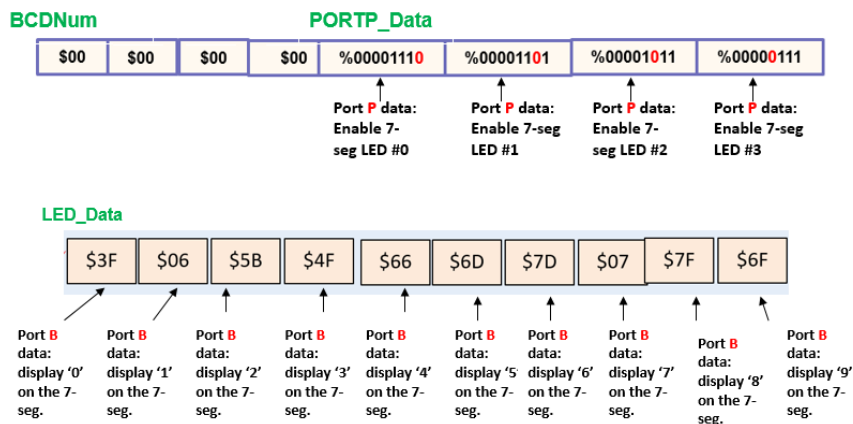 BCDNum PORTP_Data
$00 $00 $00 $00 %00001110 %00001101 %00001011 %00000111
Port P data:
Enable 7-
seg LED #0
Port P data:
Enable 7-seg
LED #1
Port P data:
Enable 7-
seg LED #2
Port P data:
Enable 7-seg
LED #3
LED_Data
$3F $06 $5B $4F $66 $6D $7D $07 $7F $6F
Port B
data:
display ‘0’
on the 7-
seg.
Port B
data:
display ‘1’
on the 7-
seg.
Port B
data:
display ‘2’
on the 7-
seg.
Port B
data:
display ‘3’
on the 7-
seg.
Port B
data:
display ‘4’
on the 7-
seg.
Port B
data:
display ‘5
on the 7-
seg.
Port B
data:
display ‘6’
on the 7-
seg.
Port B
data:
display ‘7’
on the 7-
seg.
Port B
data:
display ‘8’
on the 7-
seg.
Port B
data:
display ‘9’
on the 7-
seg.